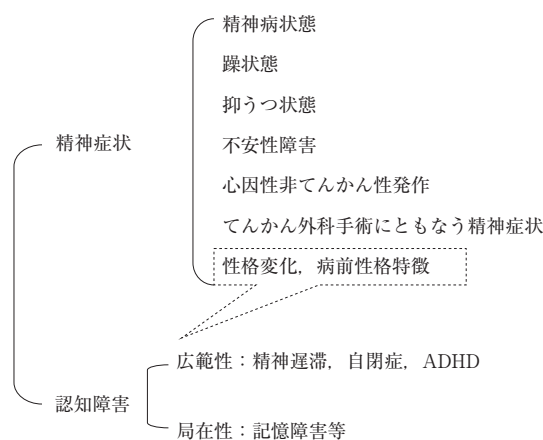 精神病状態
躁状態
抑うつ状態
不安性障害
精神症状
心因性非てんかん性発作
てんかん外科手術にともなう精神症状
性格変化，病前性格特徴
広範性：精神遅滞，自閉症，ADHD
認知障害
局在性：記憶障害等